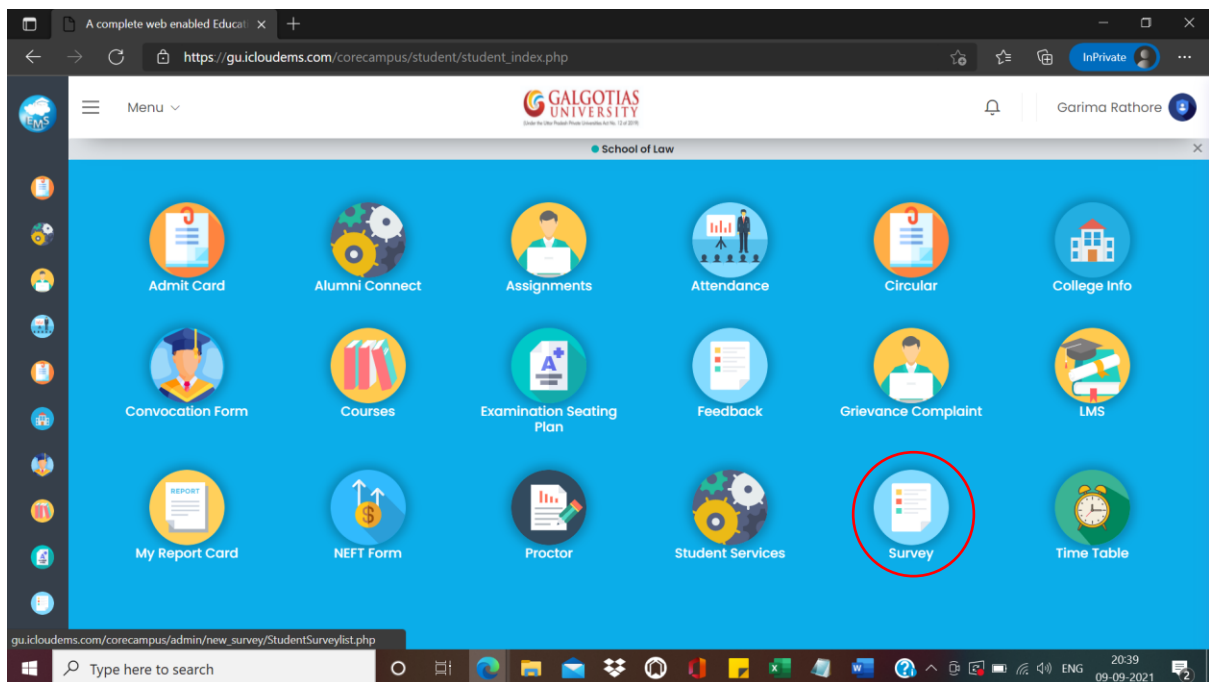 A complete web enabled Educati
https://gu.icloudems.com/corecampus/student/student_index.php
InPrivate
EMS
Menu
GALGOTIAS
UNIVERSITY
Garima Rathore
School of Law
Admit Card
Alumni Connect
Assignments
Attendance
Circular
College Info
Convocation Form
Courses
A+
Examination Seating
Plan
Feedback
Grievance Complaint
LMS
REPORT
My Report Card
$
NEFT Form
Proctor
Student Services
Survey
Time Table
gu.icloudems.com/corecampus/admin/new_survey/StudentSurveylist.php
Type here to search
ENG
20:39
09-09-2021
2